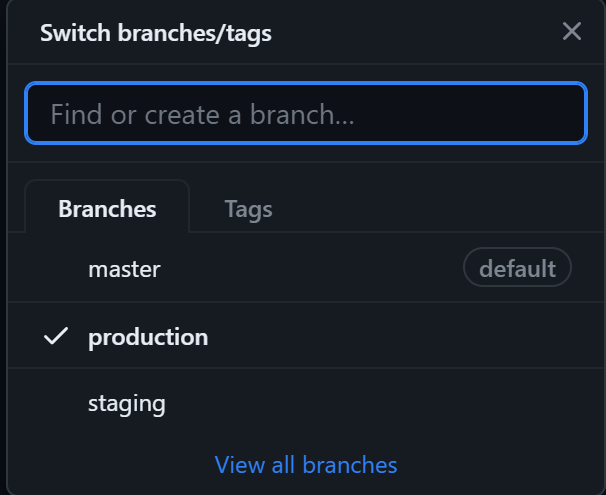 Switch branches/tags
Find or create a branch...
Branches Tags
master default
production
staging
View all branches